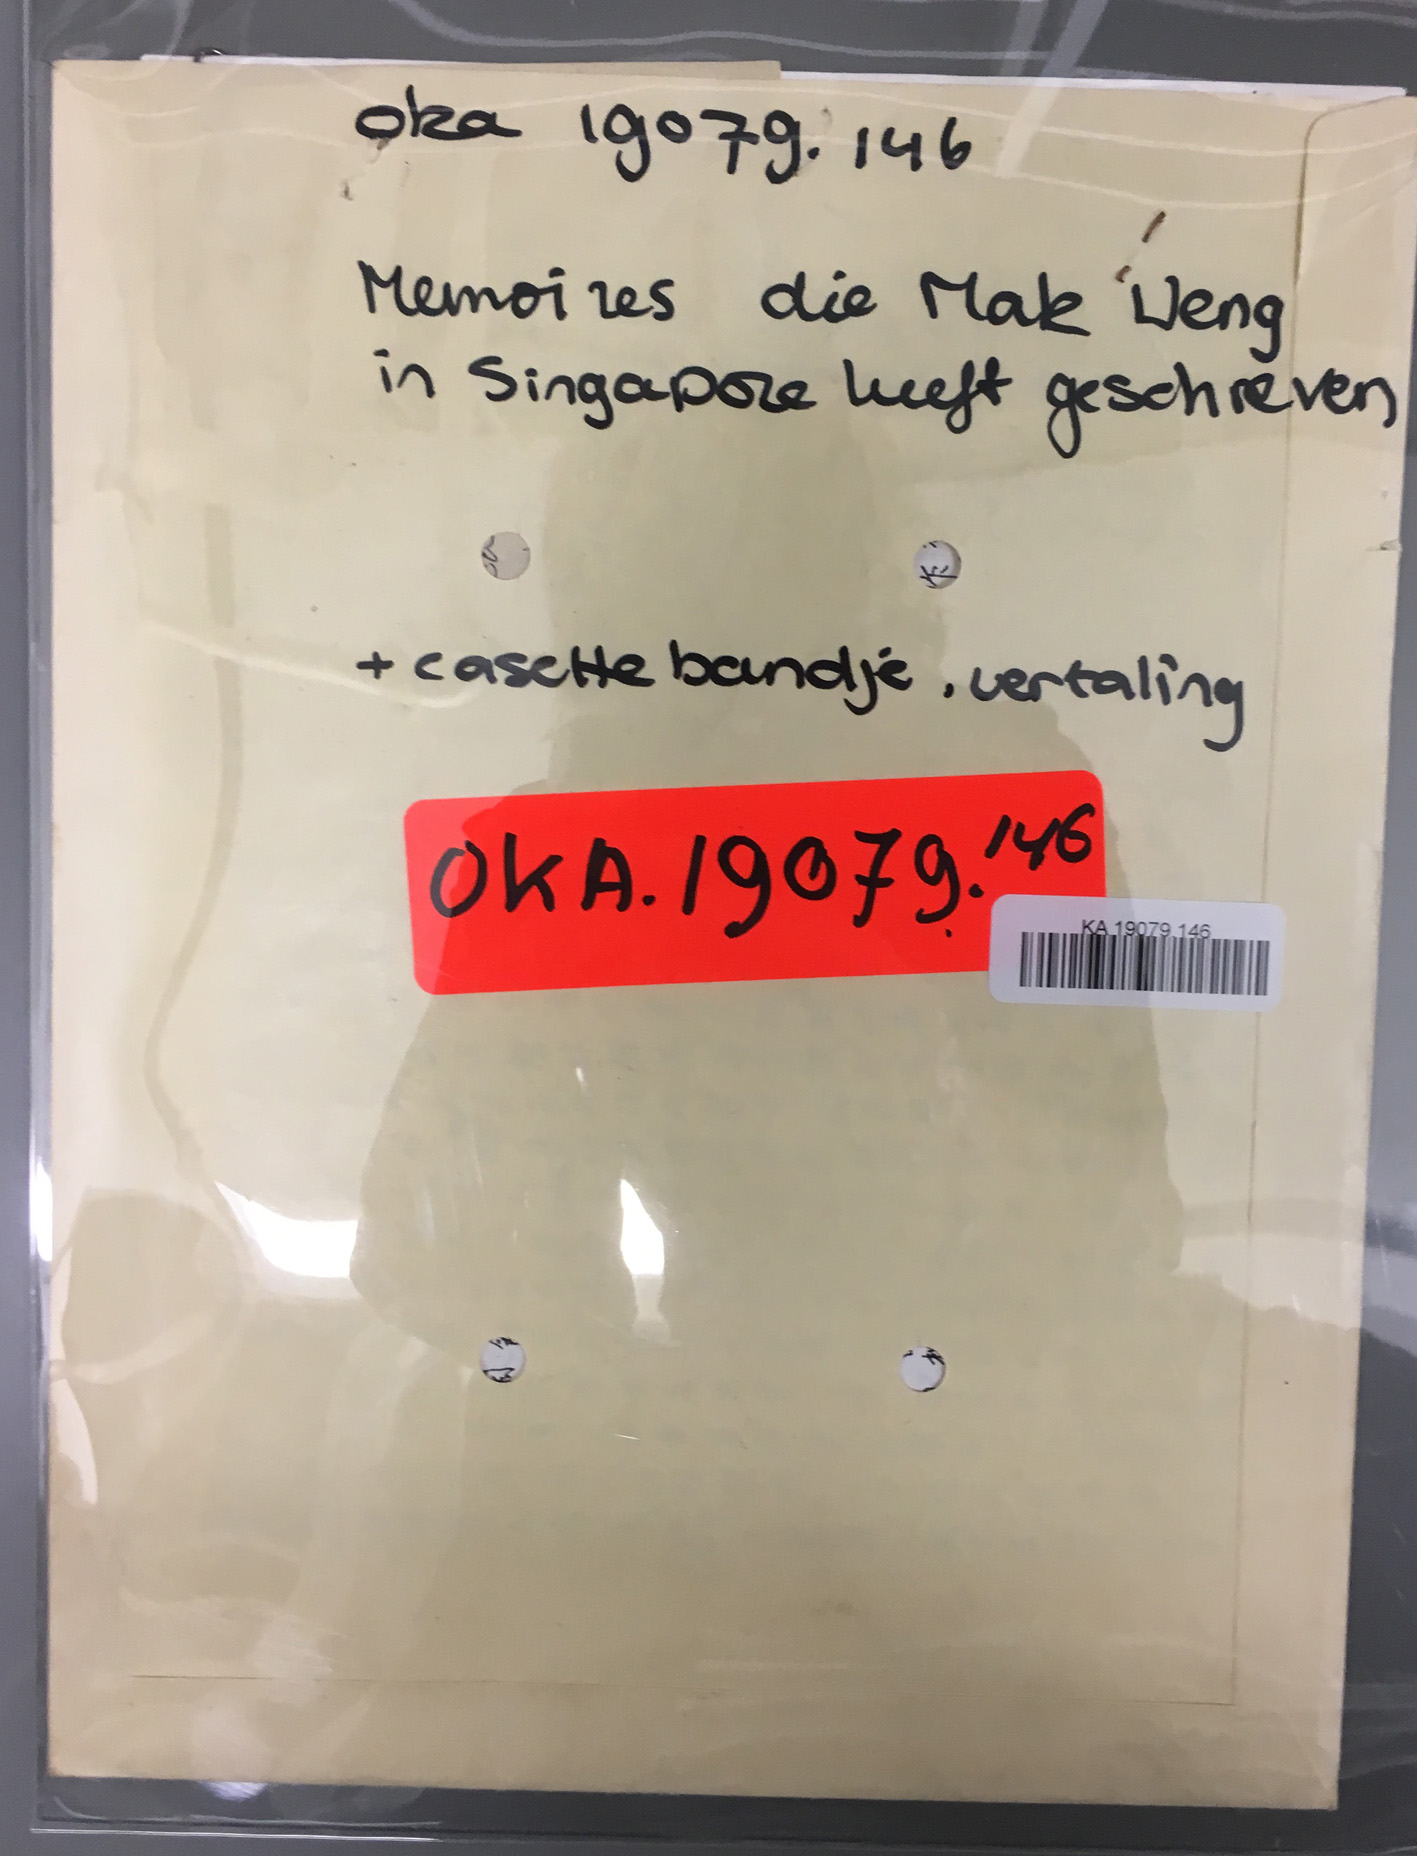 oka 19079.146
Memoires die Mak Weng
in Singapore heeft geschreven
+ casette bandje, vertaling
OKA.19079.146
KA 19079.146